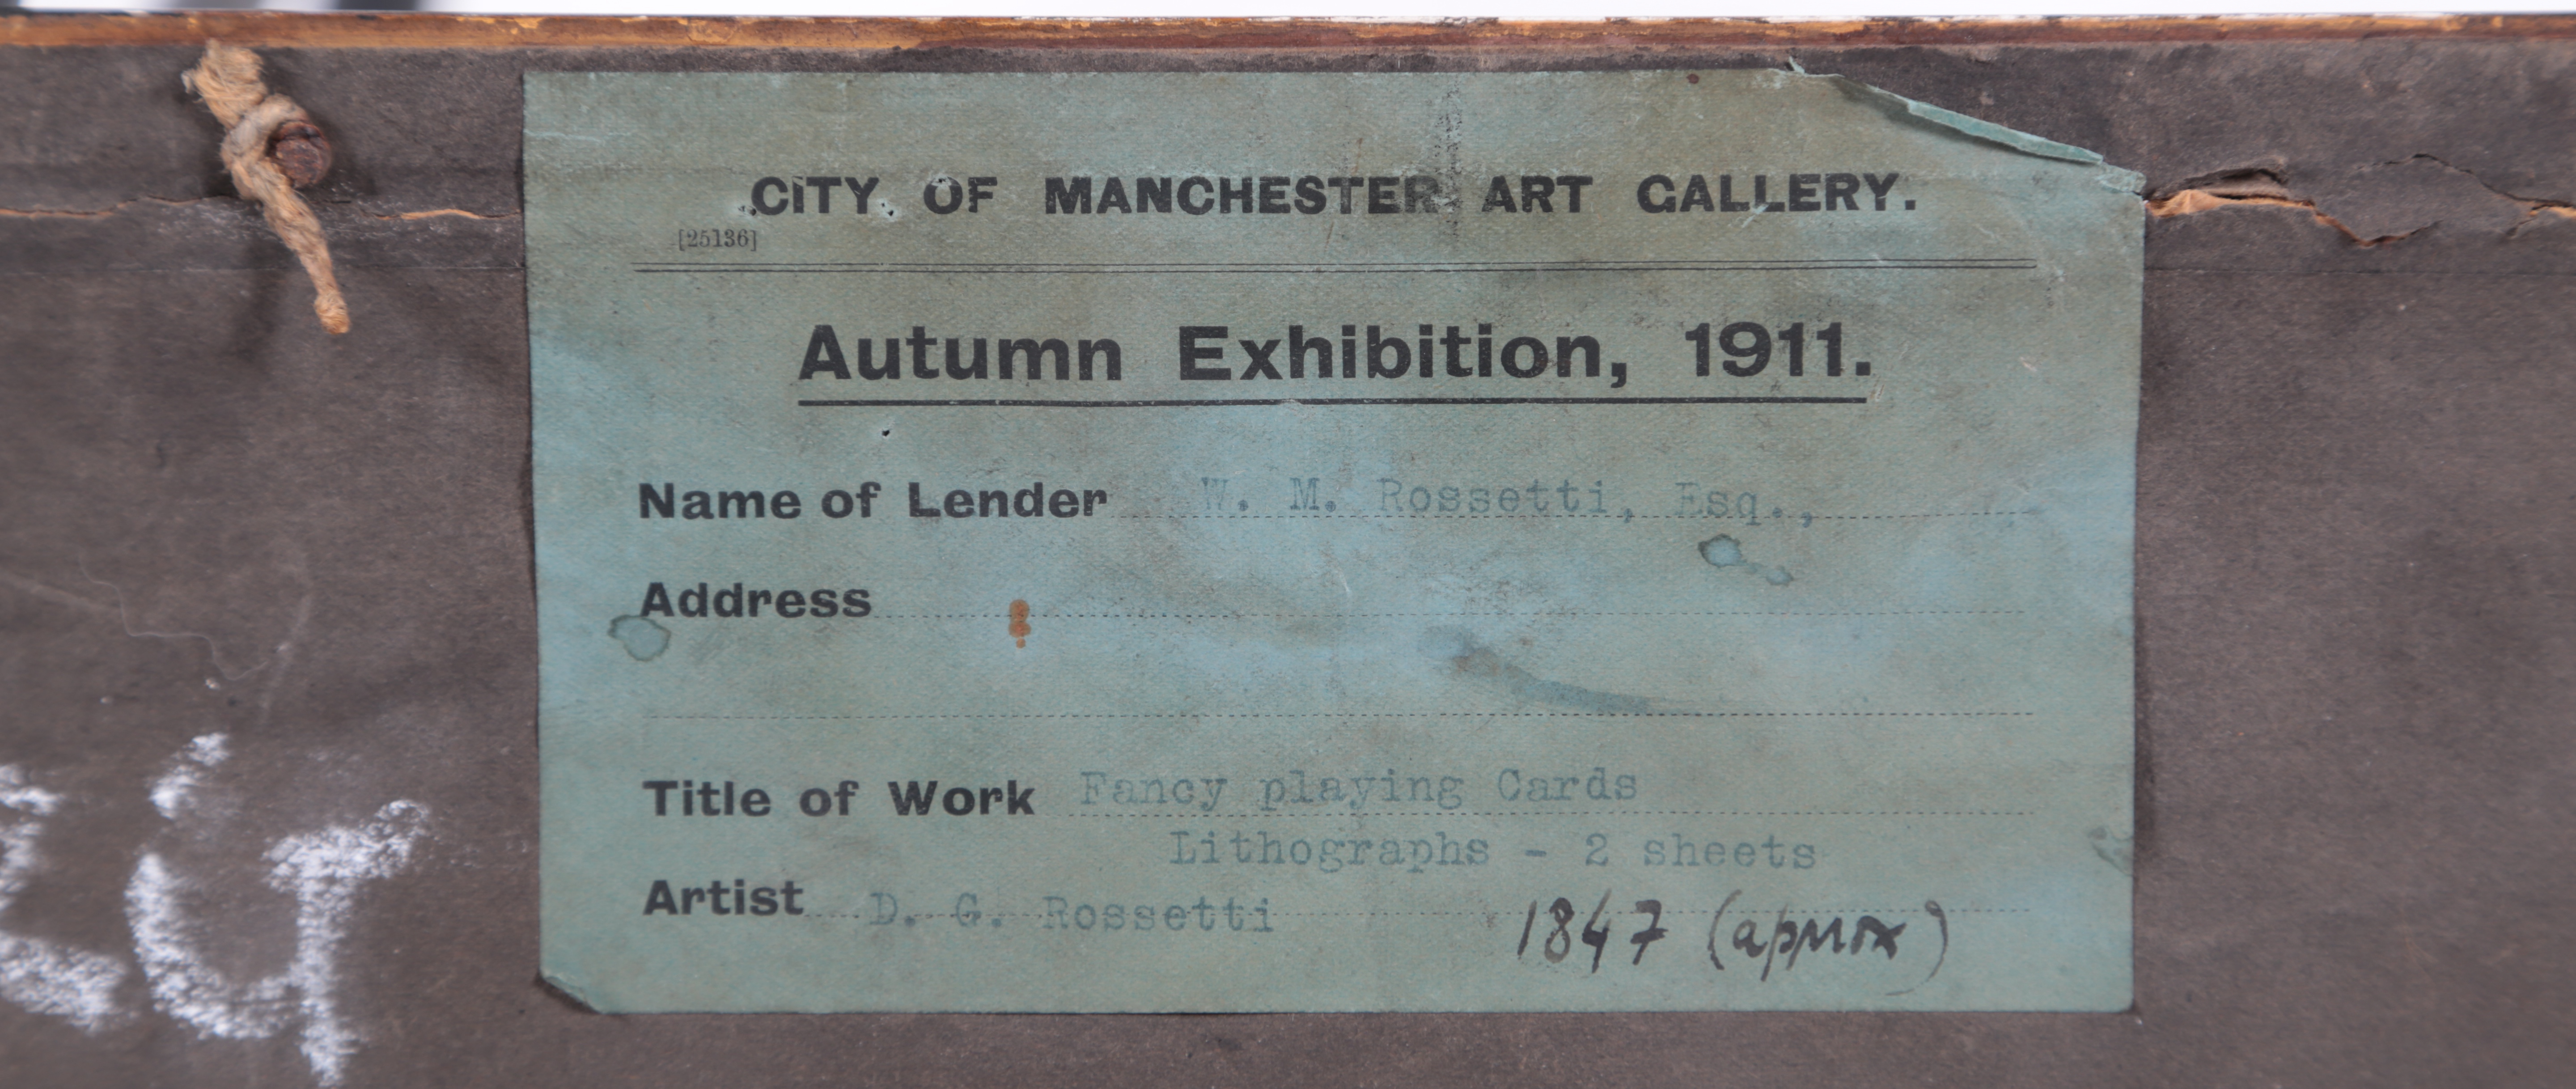 CITY OF MANCHESTER ART GALLERY.
[25136]
Autumn Exhibition, 1911.
Name of Lender W. M. Rossetti, Esq.,
Address
Title of Work Fancy playing Cards
Lithographs - 2 sheets
Artist D. G. Rossetti
1847 (aprox)